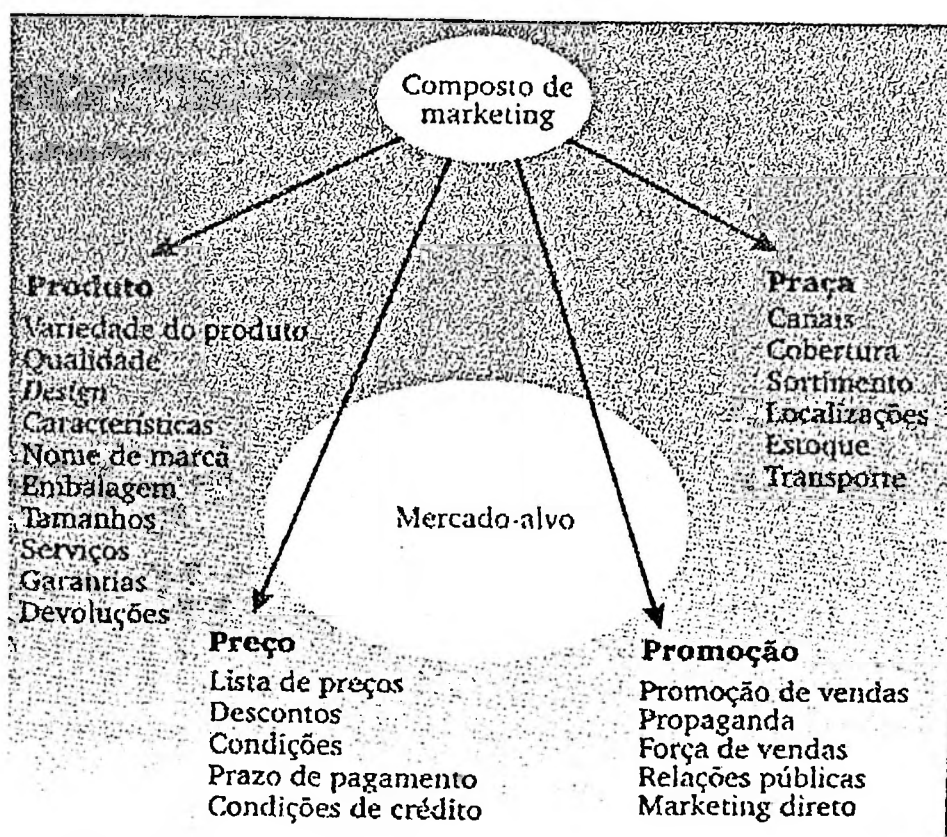 Composto de
marketing
Produto
Variedade do produto
Qualidade
Design
Características
Nome de marca
Embalagem
Tamanhos
Serviços
Garantias
Devoluções
Preço
Lista de preços
Descontos
Condições
Prazo de pagamento
Condições de crédito
Mercado-alvo
Promoção
Promoção de vendas
Propaganda
Força de vendas
Relações públicas
Marketing direto
Praça
Canais
Cobertura
Sortimento
Localizações
Estoque
Transporte